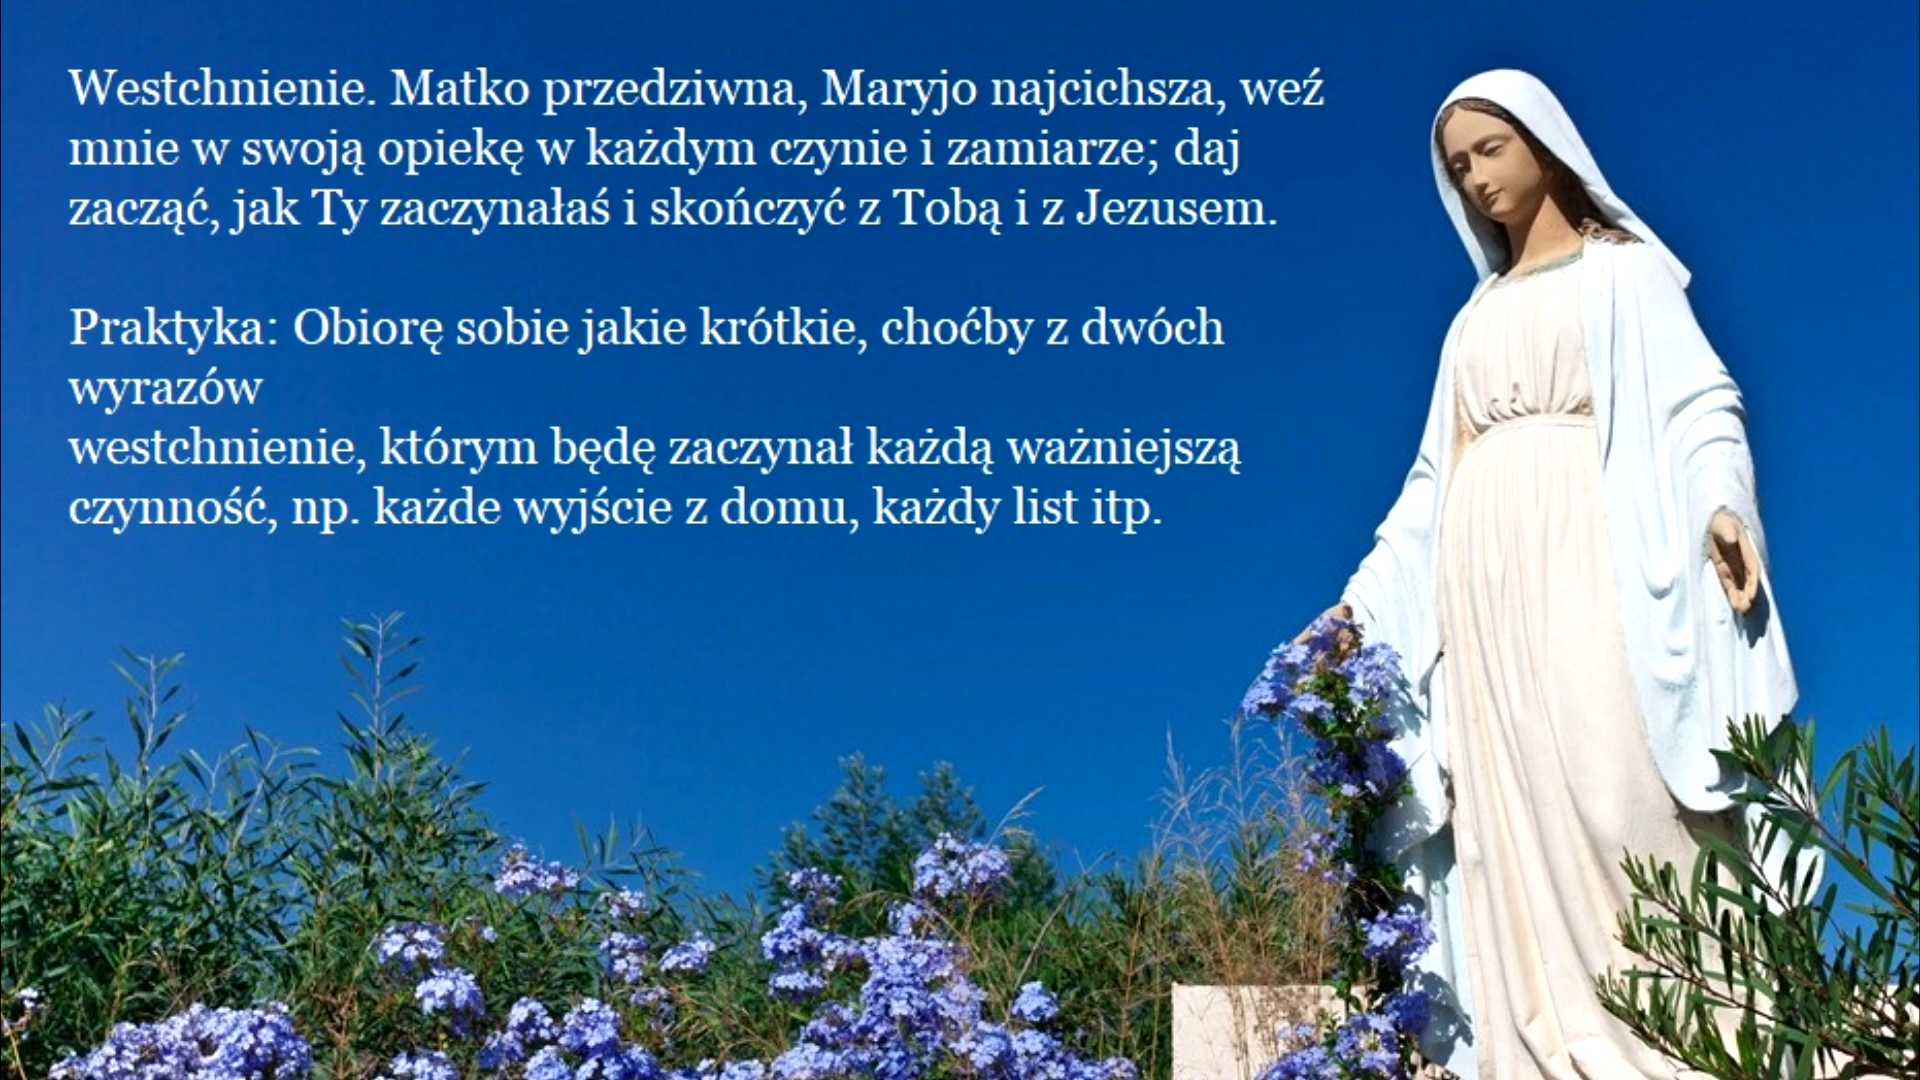 Westchnienie. Matko przedziwna, Maryjo najcichsza, weź
mnie w swoją opiekę w każdym czynie i zamiarze; daj
zacząć, jak Ty zaczynałaś i skończyć z Tobą i z Jezusem.
Praktyka: Obiorę sobie jakie krótkie, choćby z dwóch
wyrazów
westchnienie, którym będę zaczynał każdą ważniejszą
czynność, np. każde wyjście z domu, każdy list itp.